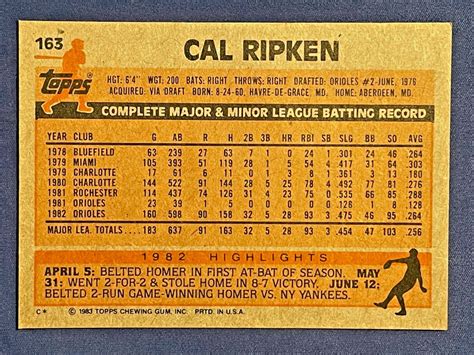 163 CAL RIPKEN
Topps
HGT: 6'4" WGT: 200 BATS: RIGHT THROWS: RIGHT DRAFTED: ORIOLES #2-JUNE,
ACQUIRED: VIA DRAFT BORN: 8-24-60, HAVRE-DE-GRACE, MD. HOME: ABERDEEN, MD.
COMPLETE MAJOR & MINOR LEAGUE BATTING RECORD
YEAR CLUB G AB R H 2B 3B HR RBI SB SLG BB SO AVG
1978 BLUEFIELD 63 239 27 63 7 1 0 24 1 .301 24 46 .264
1979 MIAMI 105 393 51 119 28 1 5 54 4 .303
1979 CHARLOTTE 17 61 6 11 0 1 3 8 1 13 .180
1980 CHARLOTTE 144 522 91 144 28 5 25 78 4 .492 77 81 .276
1981 ROCHESTER 114 437 74 126 31 4 23 75 0 .535 66 85 .288
1981 ORIOLES 23 39 1 5 0 0 0 0 0 .128 1 8 .128
1982 ORIOLES 160 598 90 158 32 5 28 93 3 .475 46 95 .264
MAJOR LEA. TOTALS 183 637 91 163 32 5 28 93 3 .454 47 103 .256
1982 HIGHLIGHTS
APRIL 5: BELTED HOMER IN FIRST AT-BAT OF SEASON. MAY
31: WENT 2-FOR-2 & STOLE HOME IN 8-7 VICTORY. JUNE 12:
BELTED 2-RUN GAME-WINNING HOMER VS. NY YANKEES.
C* © 1983 TOPPS CHEWING GUM, INC. PRTD. IN U.S.A.